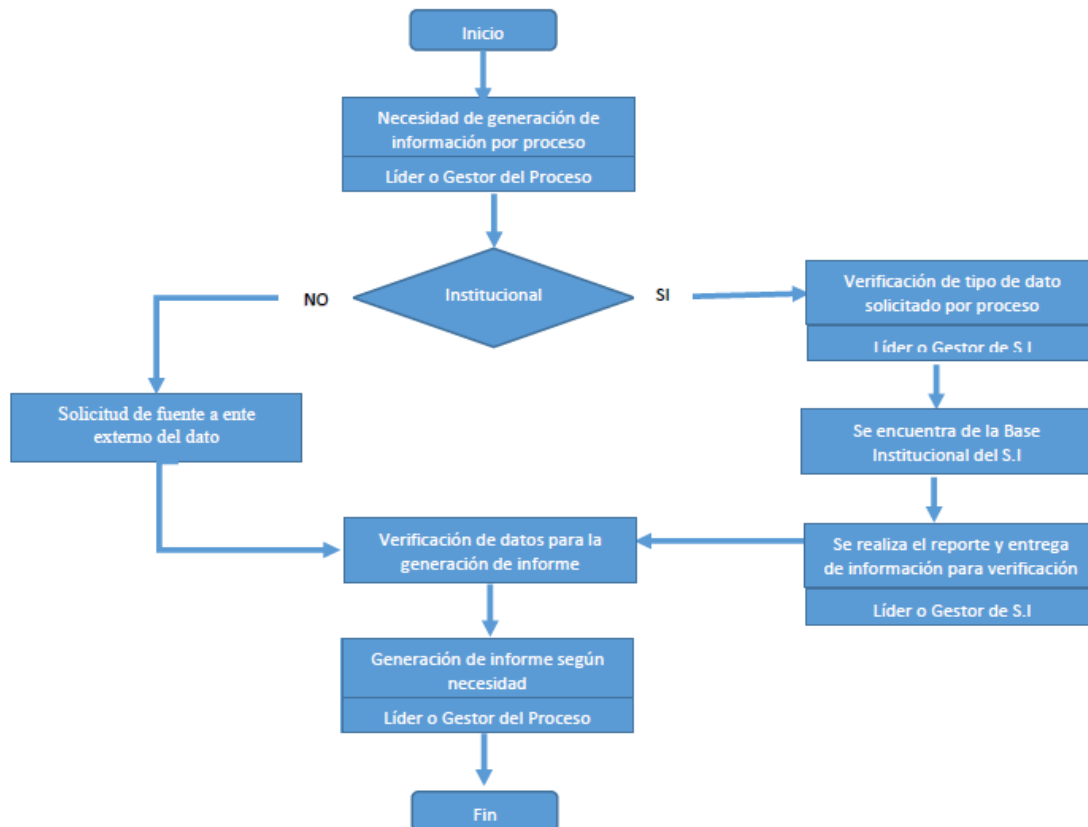 Inicio
Necesidad de generación de
información por proceso
Líder o Gestor del Proceso
Institucional
NO
SI
Verificación de tipo de dato
solicitado por proceso
Líder o Gestor de S.I
Solicitud de fuente a ente
externo del dato
Se encuentra de la Base
Institucional del S.I
Se realiza el reporte y entrega
de información para verificación
Líder o Gestor de S.I
Verificación de datos para la
generación de informe
Generación de informe según
necesidad
Líder o Gestor del Proceso
Fin